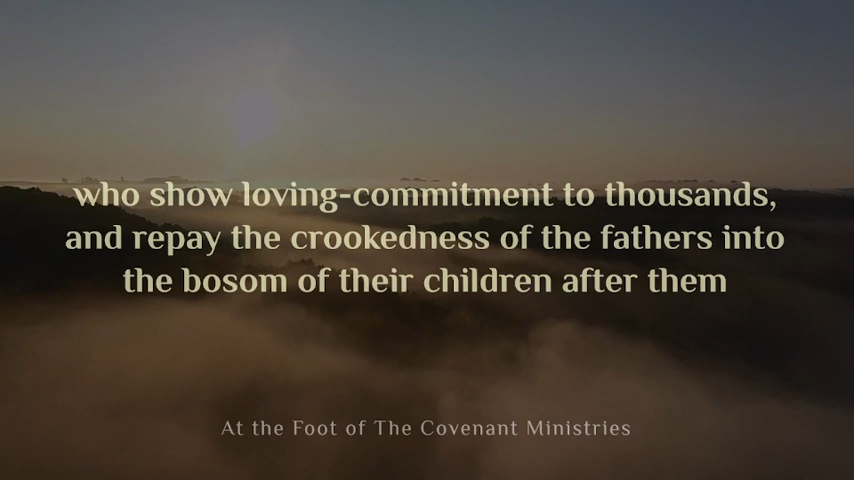 who show loving-commitment to thousands,
and repay the crookedness of the fathers into
the bosom of their children after them
At the Foot of The Covenant Ministries